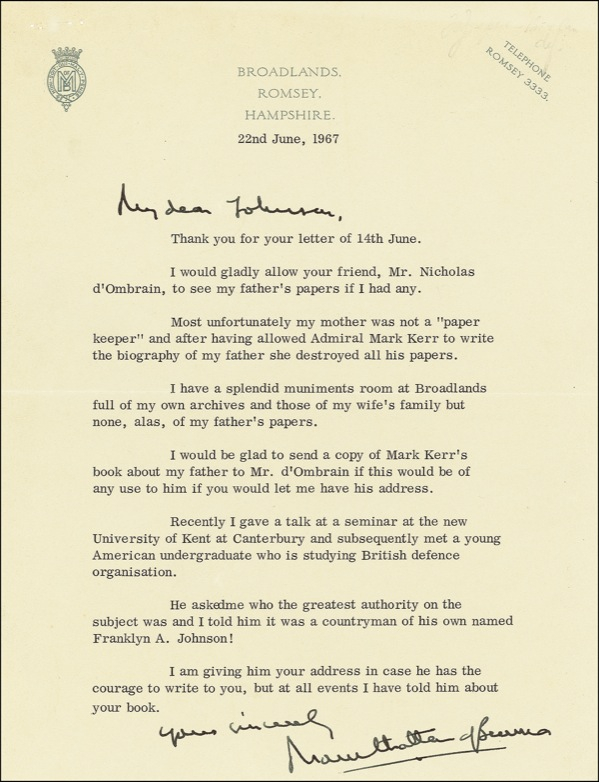 BROADLANDS.
ROMSEY.
HAMPSHIRE.
TELEPHONE
ROMSEY 3333.
22nd June, 1967
My dear Johnson,
Thank you for your letter of 14th June.
I would gladly allow your friend, Mr. Nicholas
d'Ombrain, to see my father's papers if I had any.
Most unfortunately my mother was not a "paper
keeper" and after having allowed Admiral Mark Kerr to write
the biography of my father she destroyed all his papers.
I have a splendid muniments room at Broadlands
full of my own archives and those of my wife's family but
none, alas, of my father's papers.
I would be glad to send a copy of Mark Kerr's
book about my father to Mr. d'Ombrain if this would be of
any use to him if you would let me have his address.
Recently I gave a talk at a seminar at the new
University of Kent at Canterbury and subsequently met a young
American undergraduate who is studying British defence
organisation.
He askedme who the greatest authority on the
subject was and I told him it was a countryman of his own named
Franklyn A. Johnson!
I am giving him your address in case he has the
courage to write to you, but at all events I have told him about
your book.
Yours sincerely
Mountbatten of Burma